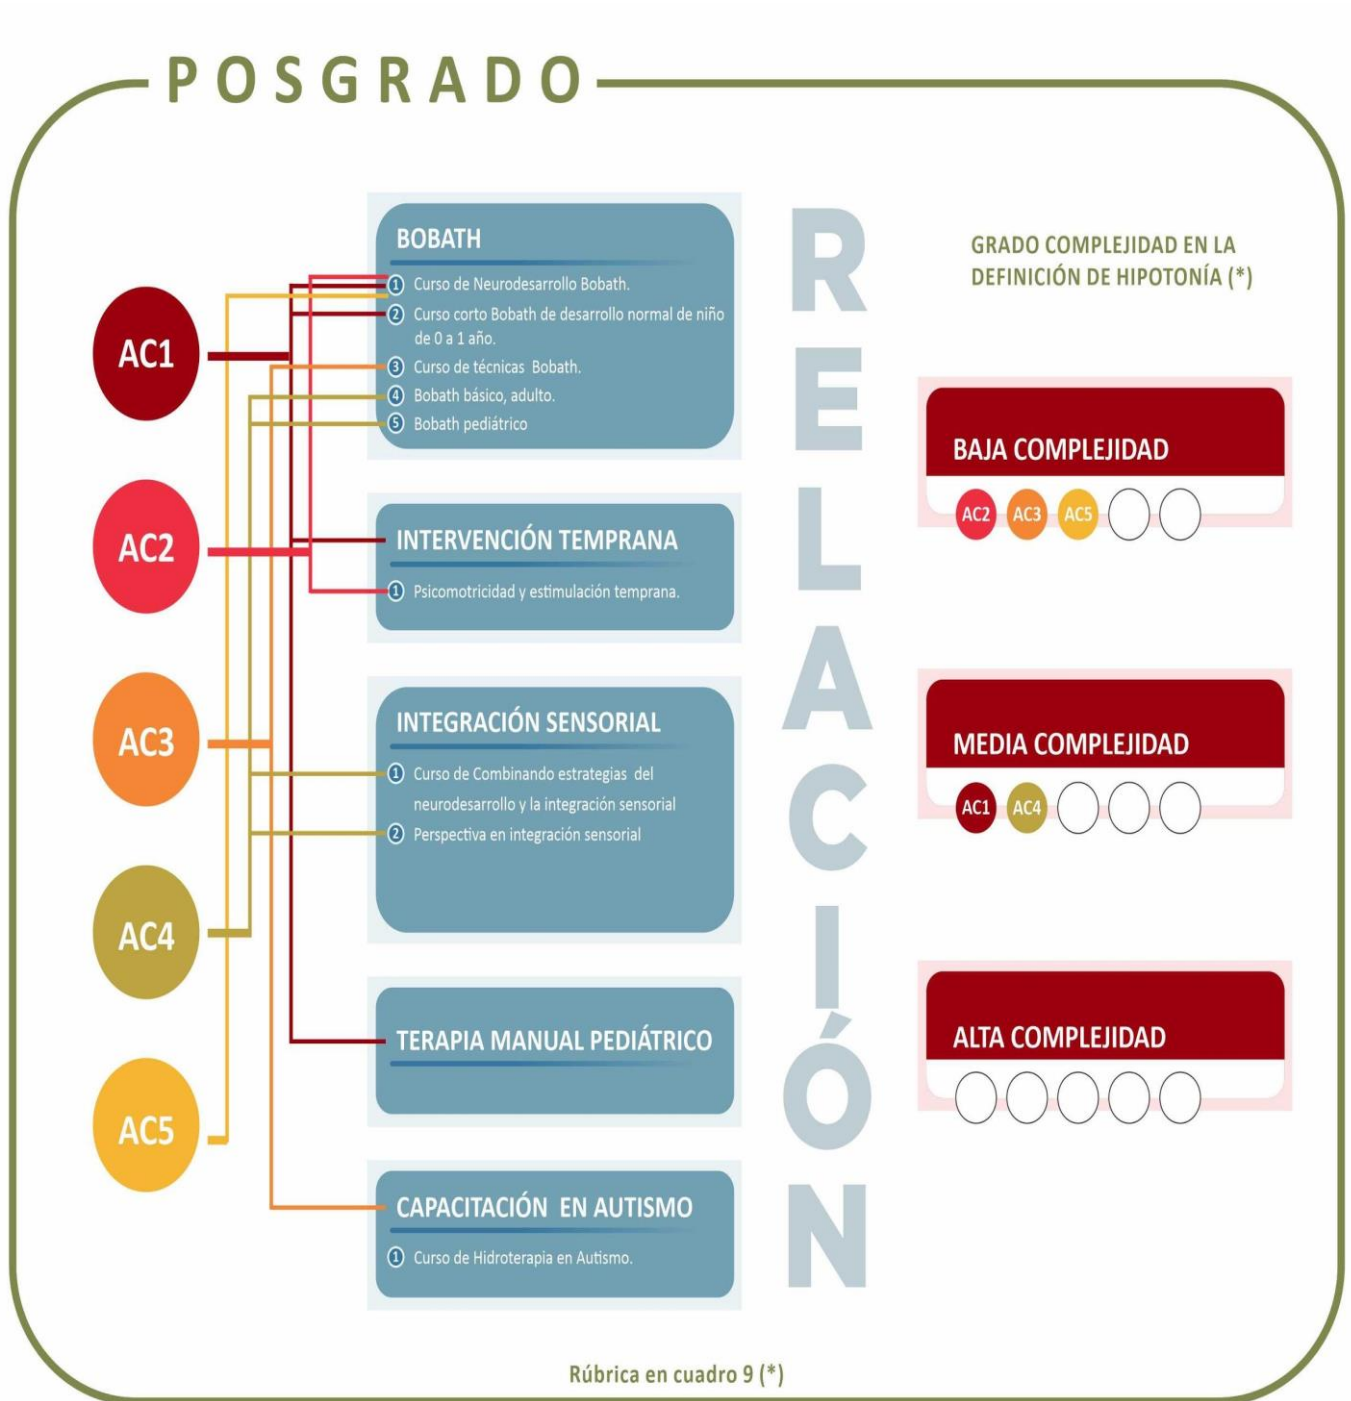 POSGRADO
AC1
AC2
AC3
AC4
AC5
BOBATH
1 Curso de Neurodesarrollo Bobath.
2 Curso corto Bobath de desarrollo normal de niño
de 0 a 1 año.
3 Curso de técnicas Bobath.
4 Bobath básico, adulto.
5 Bobath pediátrico
INTERVENCIÓN TEMPRANA
1 Psicomotricidad y estimulación temprana.
INTEGRACIÓN SENSORIAL
1 Curso de Combinando estrategias del
neurodesarrollo y la integración sensorial
2 Perspectiva en integración sensorial
TERAPIA MANUAL PEDIÁTRICO
CAPACITACIÓN EN AUTISMO
1 Curso de Hidroterapia en Autismo.
RELACIÓN
GRADO COMPLEJIDAD EN LA
DEFINICIÓN DE HIPOTONÍA (*)
BAJA COMPLEJIDAD
AC2 AC3 AC5
MEDIA COMPLEJIDAD
AC1 AC4
ALTA COMPLEJIDAD
Rúbrica en cuadro 9 (*)